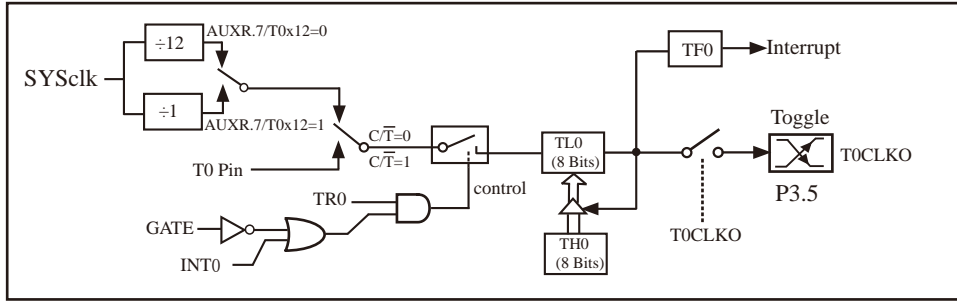 AUXR.7/T0x12=0
÷12
SYSclk
÷1
AUXR.7/T0x12=1
T0 Pin
C/T̅=0
C/T̅=1
control
TR0
GATE
INT0
TL0
(8 Bits)
TH0
(8 Bits)
TF0
Interrupt
Toggle
T0CLKO
P3.5
T0CLKO